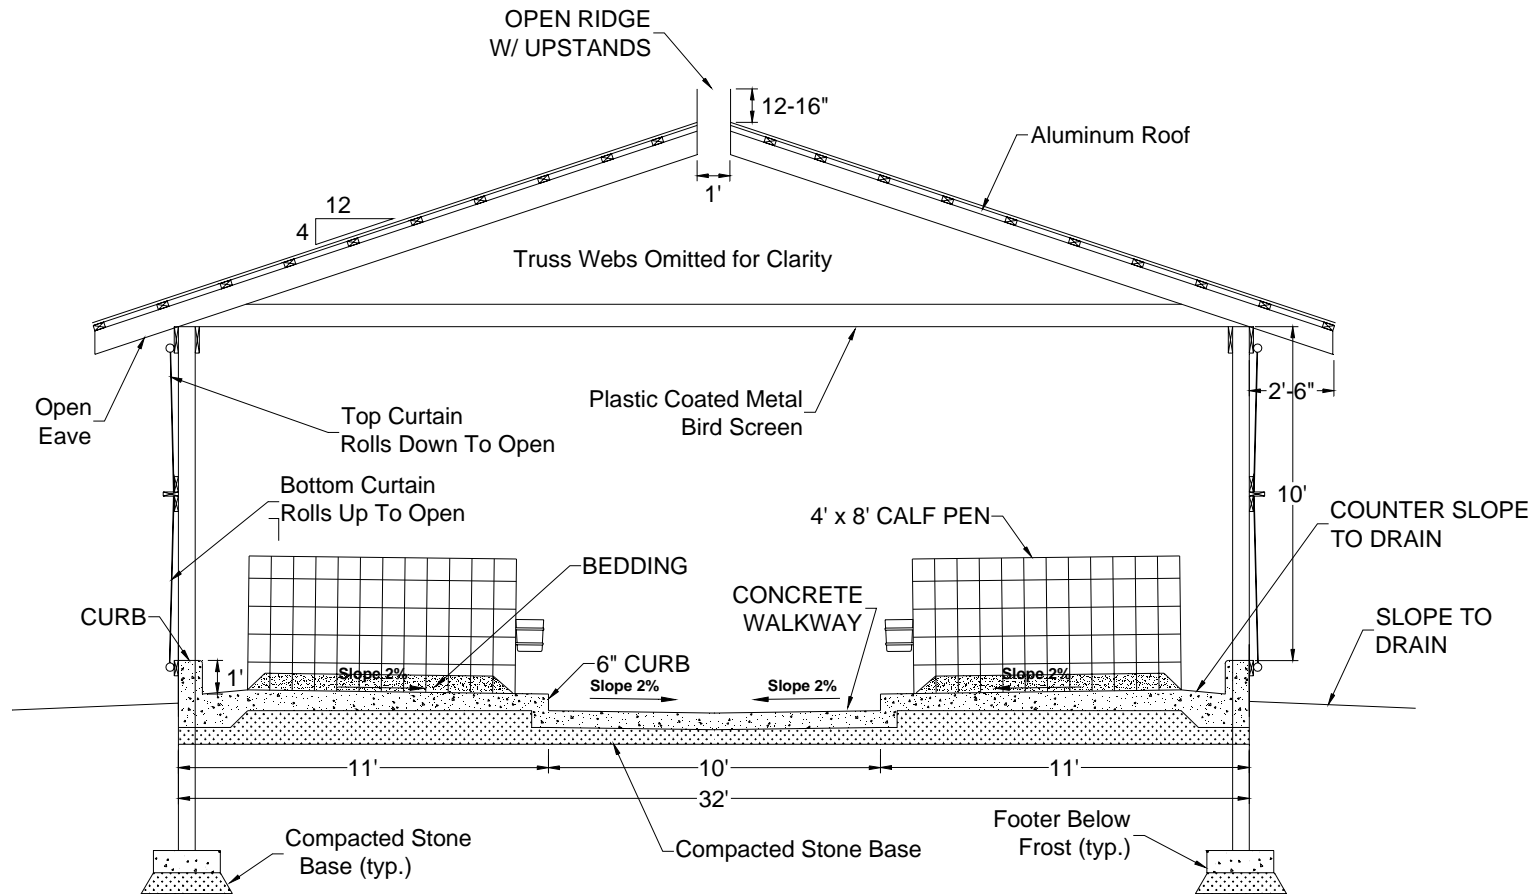 OPEN RIDGE
W/ UPSTANDS
12-16"
Aluminum Roof
1'
12
4
Truss Webs Omitted for Clarity
Open
Eave
Top Curtain
Rolls Down To Open
Plastic Coated Metal
Bird Screen
2'-6"
Bottom Curtain
Rolls Up To Open
10'
4' x 8' CALF PEN
COUNTER SLOPE
TO DRAIN
BEDDING
CONCRETE
WALKWAY
CURB
SLOPE TO
DRAIN
1'
Slope 2%
6" CURB
Slope 2%
Slope 2%
Slope 2%
11'
10'
11'
32'
Compacted Stone
Base (typ.)
Compacted Stone Base
Footer Below
Frost (typ.)